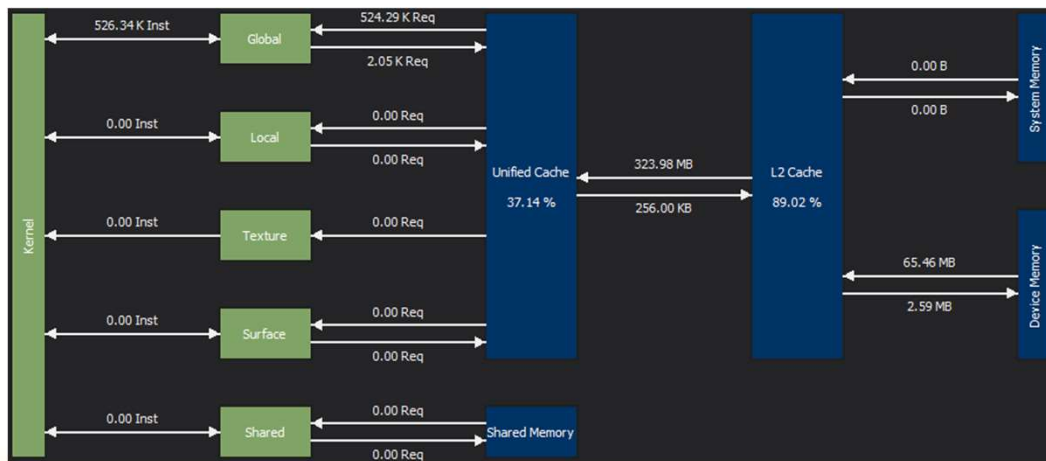 Kernel
526.34 K Inst
Global
524.29 K Req
2.05 K Req
0.00 Inst
Local
0.00 Req
0.00 Req
0.00 Inst
Texture
0.00 Req
0.00 Inst
Surface
0.00 Req
0.00 Req
0.00 Inst
Shared
0.00 Req
0.00 Req
Unified Cache
37.14 %
Shared Memory
323.98 MB
256.00 KB
L2 Cache
89.02 %
0.00 B
0.00 B
System Memory
65.46 MB
2.59 MB
Device Memory